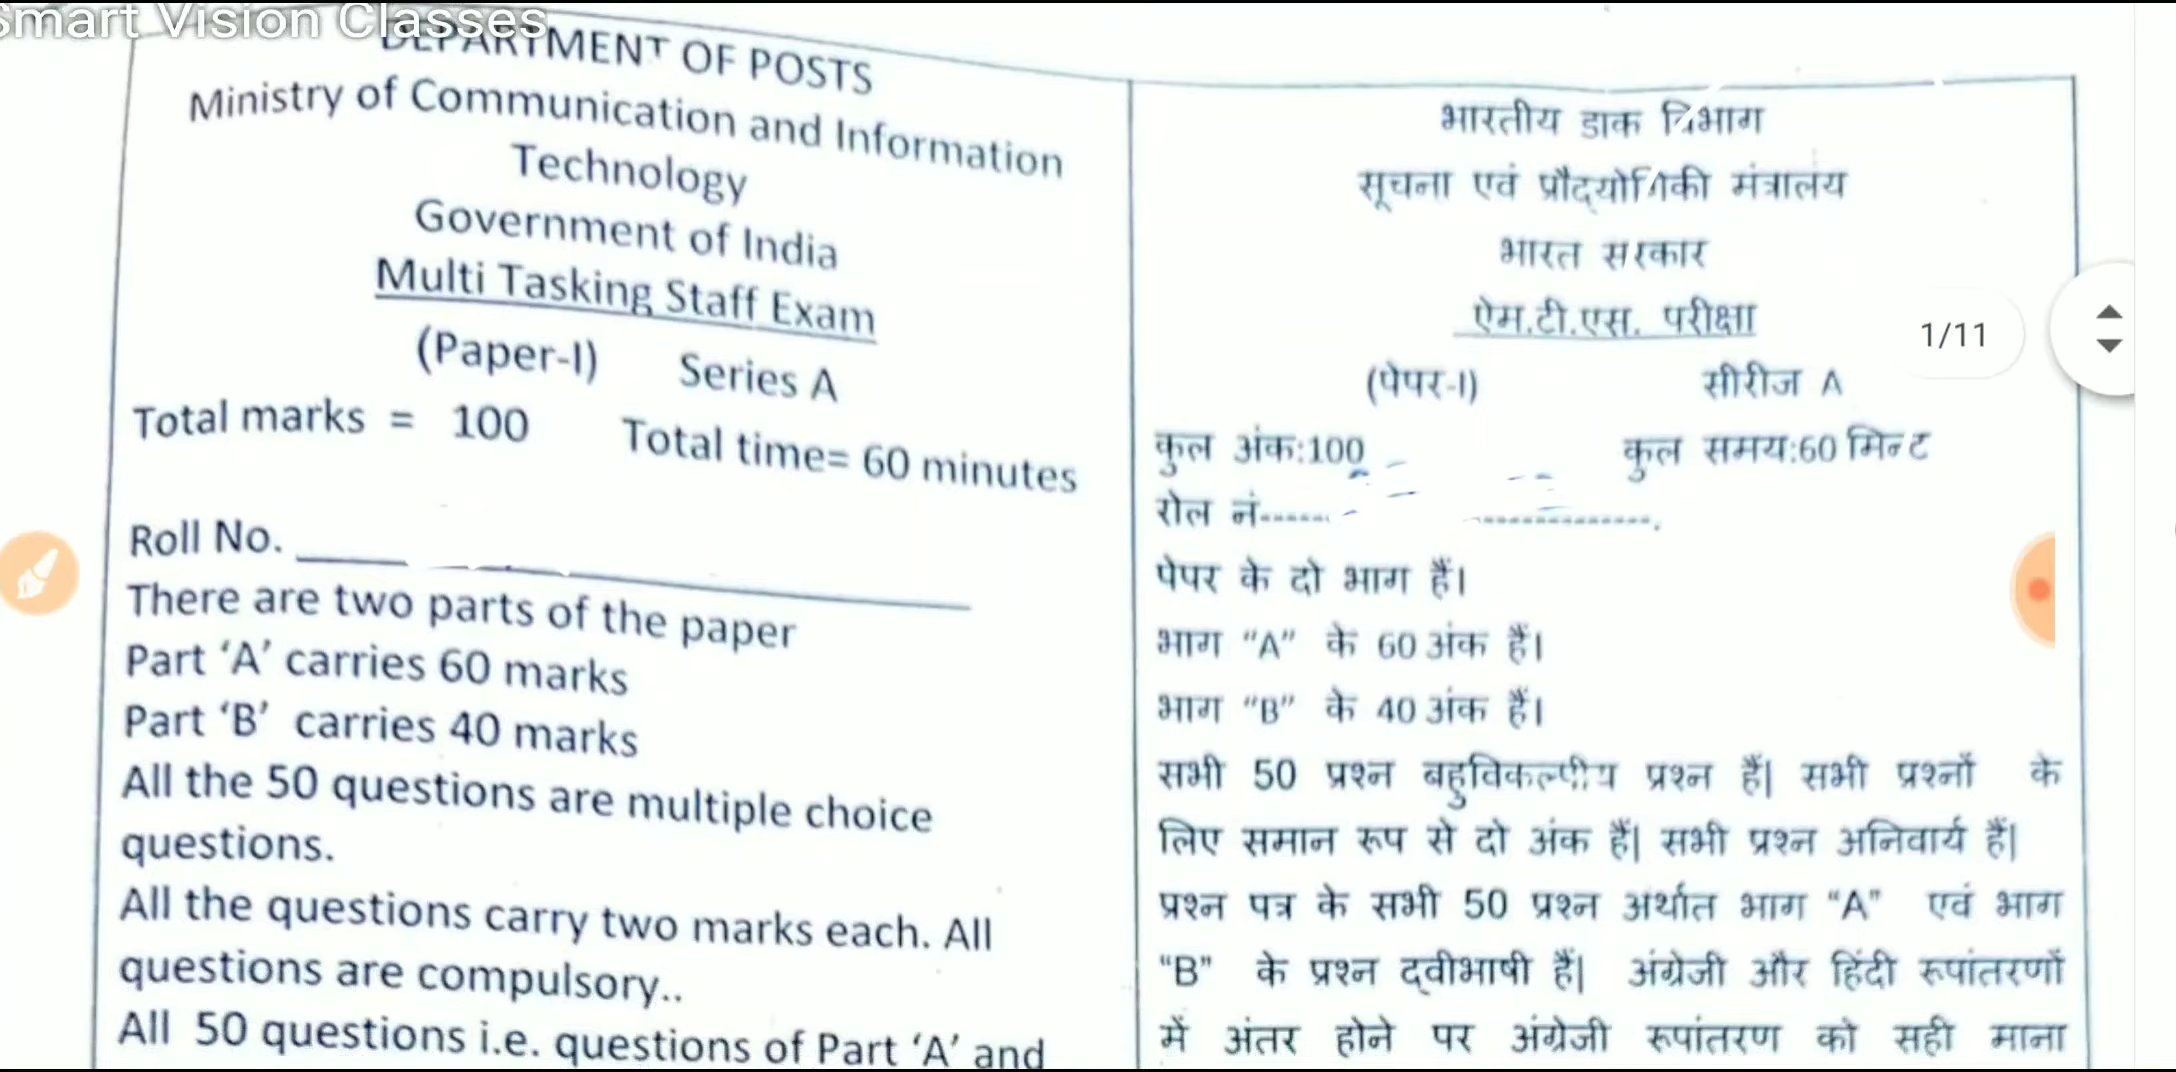 Smart Vision Classes
DEPARTMENT OF POSTS
Ministry of Communication and Information
Technology
Government of India
Multi Tasking Staff Exam
(Paper-I) Series A
Total marks = 100 Total time= 60 minutes
Roll No.
There are two parts of the paper
Part ‘A’ carries 60 marks
Part ‘B’ carries 40 marks
All the 50 questions are multiple choice
questions.
All the questions carry two marks each. All
questions are compulsory..
All 50 questions i.e. questions of Part ‘A’ and
भारतीय डाक विभाग
सूचना एवं प्रौद्योगिकी मंत्रालय
भारत सरकार
ऐम.टी.एस. परीक्षा
(पेपर-I) सीरीज A
कुल अंक:100 कुल समय:60 मिन्ट
रोल नं------ --------------.
पेपर के दो भाग हैं।
भाग “A” के 60 अंक हैं।
भाग “B” के 40 अंक हैं।
सभी 50 प्रश्न बहुविकल्पीय प्रश्न हैं| सभी प्रश्नों के
लिए समान रूप से दो अंक हैं| सभी प्रश्न अनिवार्य हैं|
प्रश्न पत्र के सभी 50 प्रश्न अर्थात भाग “A” एवं भाग
“B” के प्रश्न द्वीभाषी हैं| अंग्रेजी और हिंदी रूपांतरणों
में अंतर होने पर अंग्रेजी रूपांतरण को सही माना
1/11